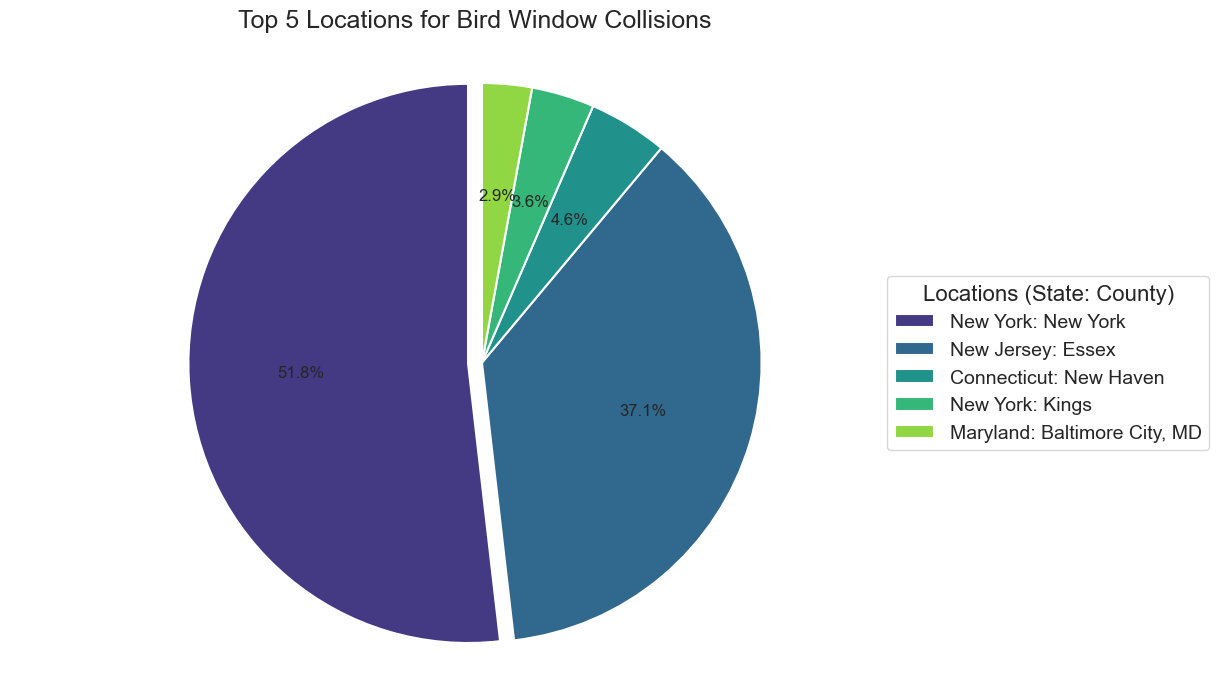 Top 5 Locations for Bird Window Collisions
2.9%
3.6%
4.6%
51.8%
37.1%
Locations (State: County)
New York: New York
New Jersey: Essex
Connecticut: New Haven
New York: Kings
Maryland: Baltimore City, MD